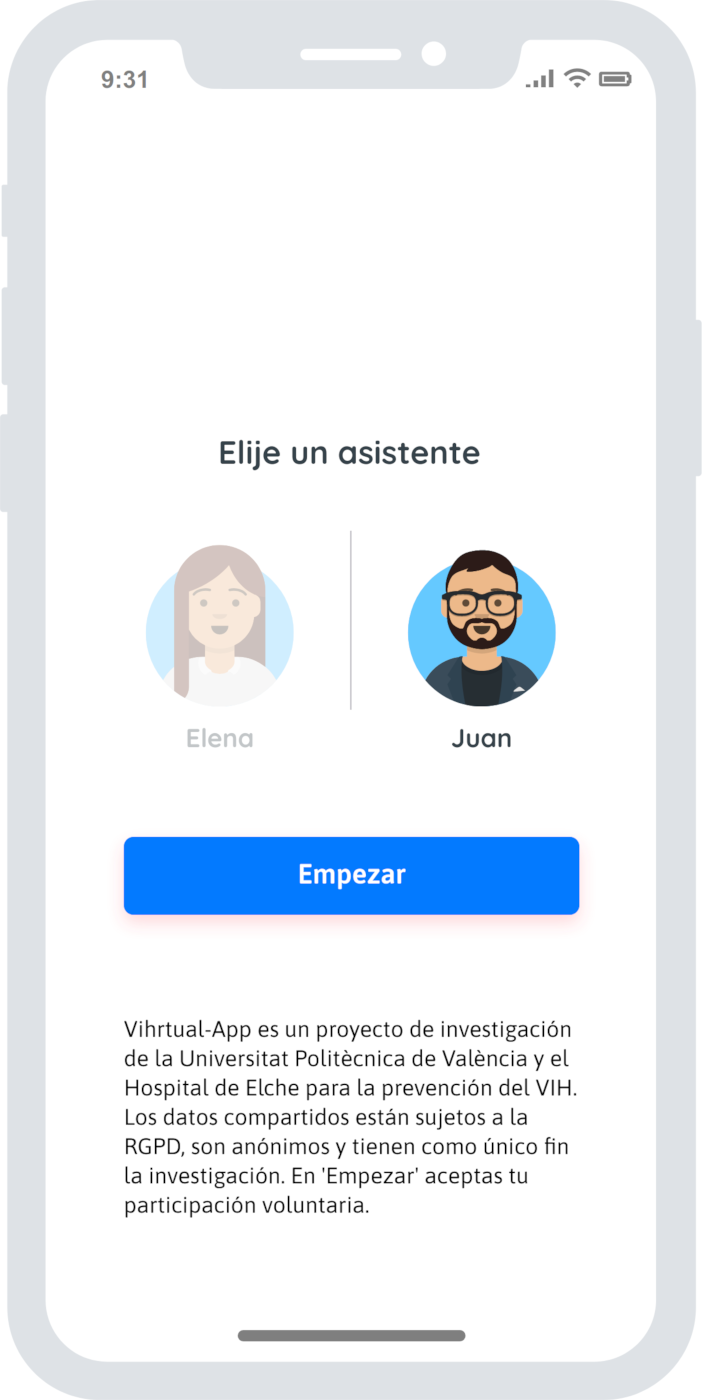 9:31
Elije un asistente
Elena
Juan
Empezar
Vihrtual-App es un proyecto de investigación
de la Universitat Politècnica de València y el
Hospital de Elche para la prevención del VIH.
Los datos compartidos están sujetos a la
RGPD, son anónimos y tienen como único fin
la investigación. En 'Empezar' aceptas tu
participación voluntaria.